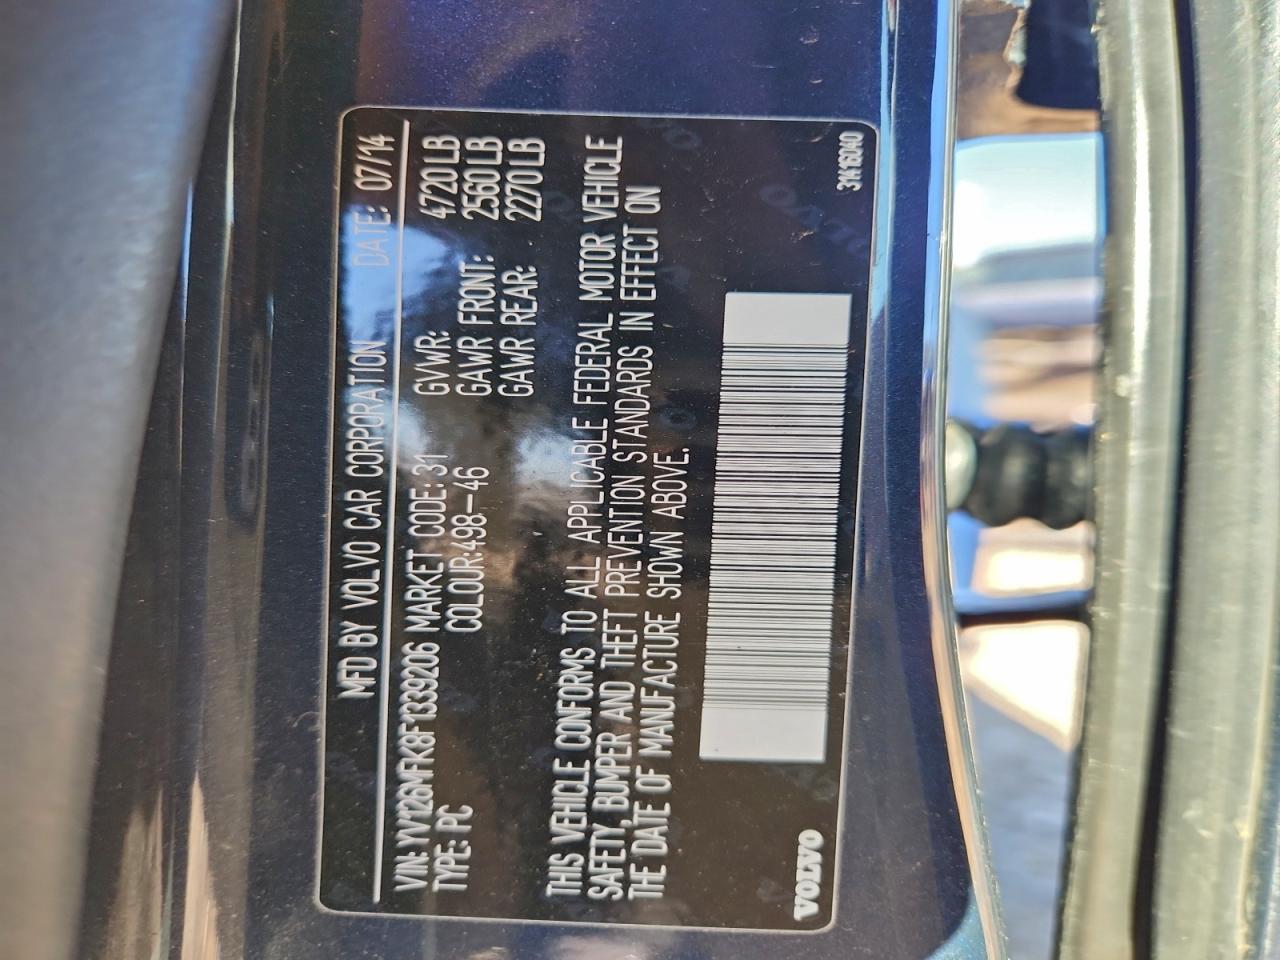 MFD BY VOLVO CAR CORPORATION DATE: 07/14
VIN: YV126MFK8F1339206 MARKET CODE: 31 GVWR: 4720 LB
TYPE: PC COLOUR:498-46 GAWR FRONT: 2560 LB
GAWR REAR: 2270 LB
THIS VEHICLE CONFORMS TO ALL APPLICABLE FEDERAL MOTOR VEHICLE
SAFETY, BUMPER AND THEFT PREVENTION STANDARDS IN EFFECT ON
THE DATE OF MANUFACTURE SHOWN ABOVE.
VOLVO 31416040